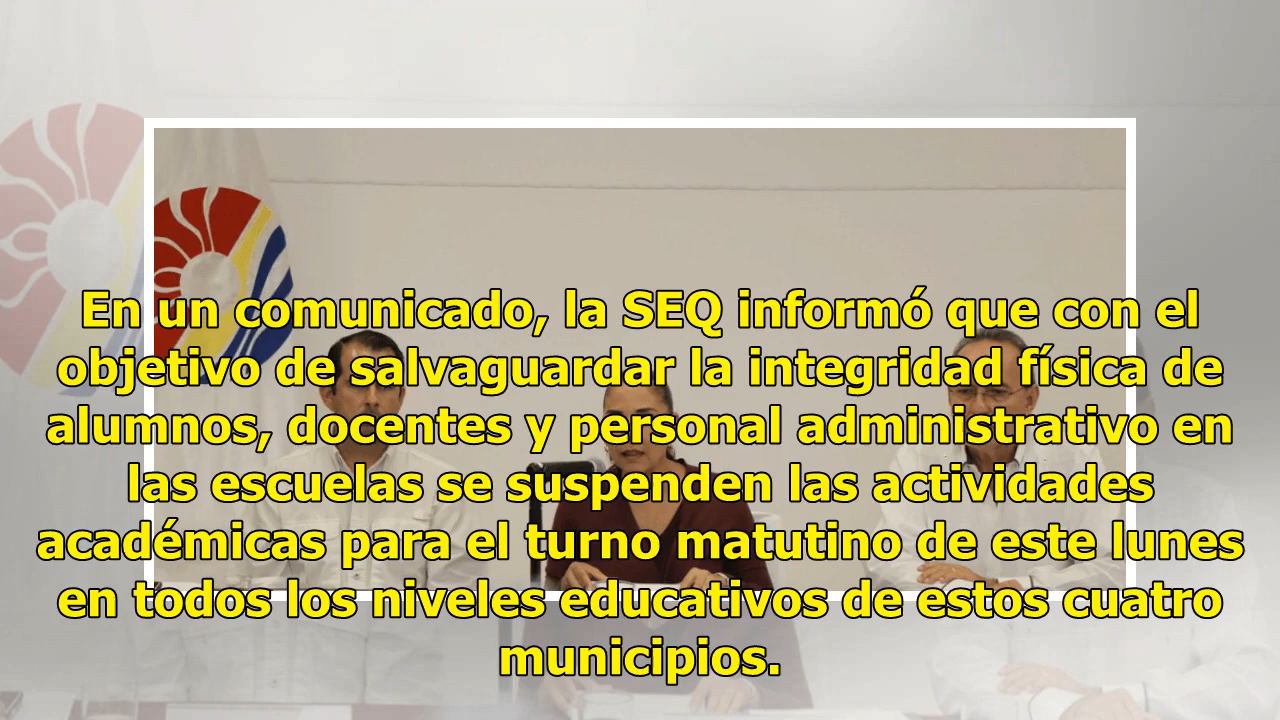 En un comunicado, la SEQ informó que con el
objetivo de salvaguardar la integridad física de
alumnos, docentes y personal administrativo en
las escuelas se suspenden las actividades
académicas para el turno matutino de este lunes
en todos los niveles educativos de estos cuatro
municipios.